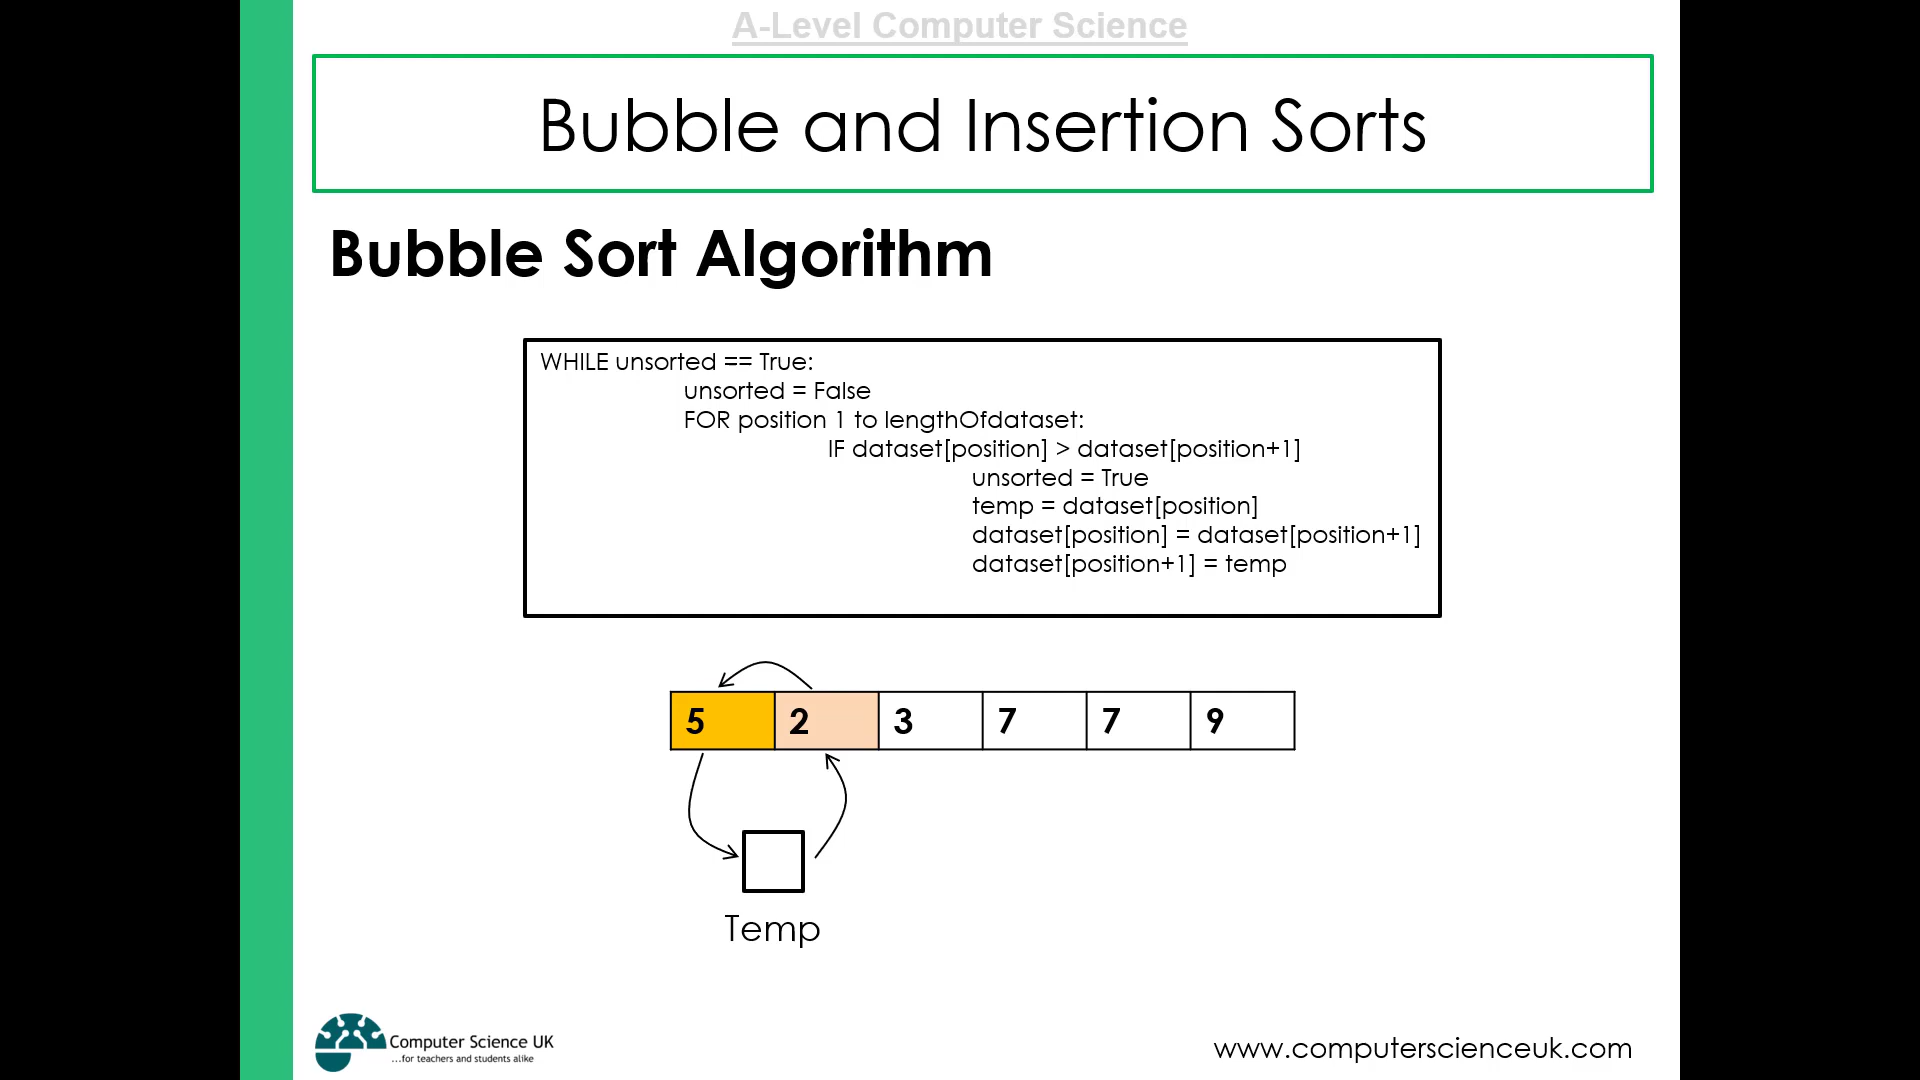 A-Level Computer Science
Bubble and Insertion Sorts
Bubble Sort Algorithm
WHILE unsorted == True:
unsorted = False
FOR position 1 to lengthOfdataset:
IF dataset[position] > dataset[position+1]
unsorted = True
temp = dataset[position]
dataset[position] = dataset[position+1]
dataset[position+1] = temp
5 2 3 7 7 9
Temp
Computer Science UK
...for teachers and students alike
www.computerscienceuk.com